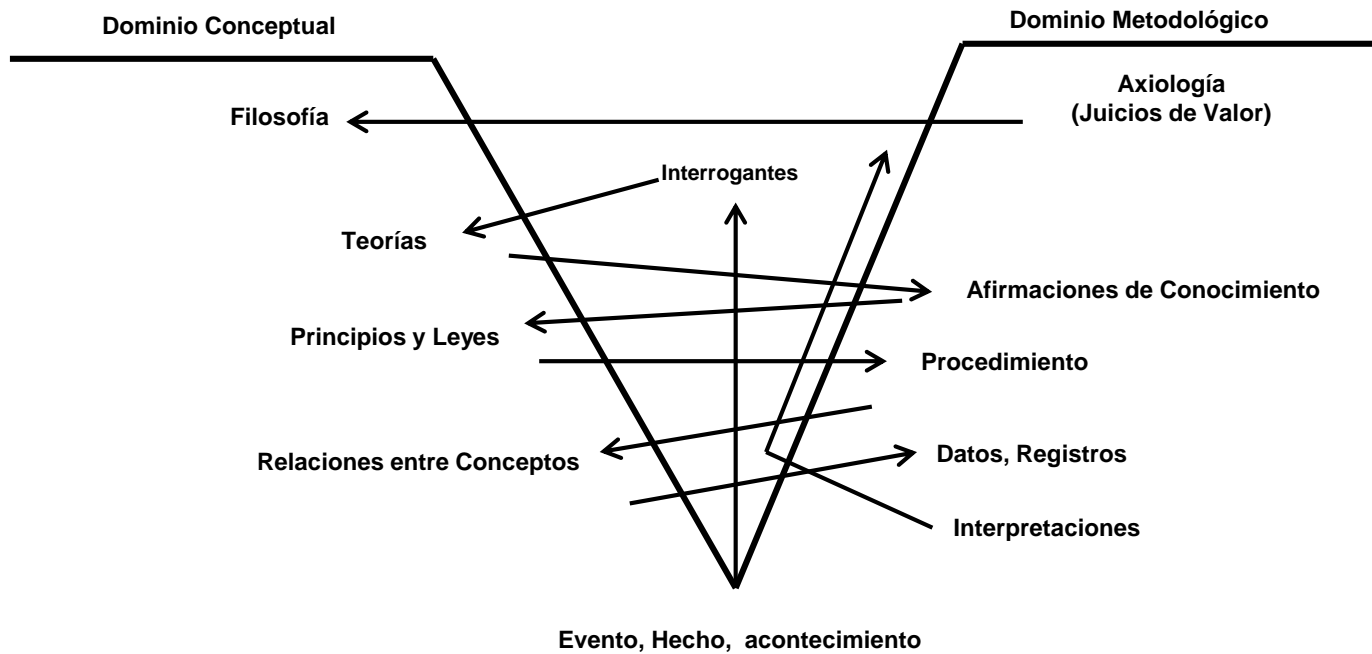 Dominio Conceptual
Dominio Metodológico
Axiología
(Juicios de Valor)
Filosofía
Interrogantes
Teorías
Afirmaciones de Conocimiento
Principios y Leyes
Procedimiento
Relaciones entre Conceptos
Datos, Registros
Interpretaciones
Evento, Hecho, acontecimiento